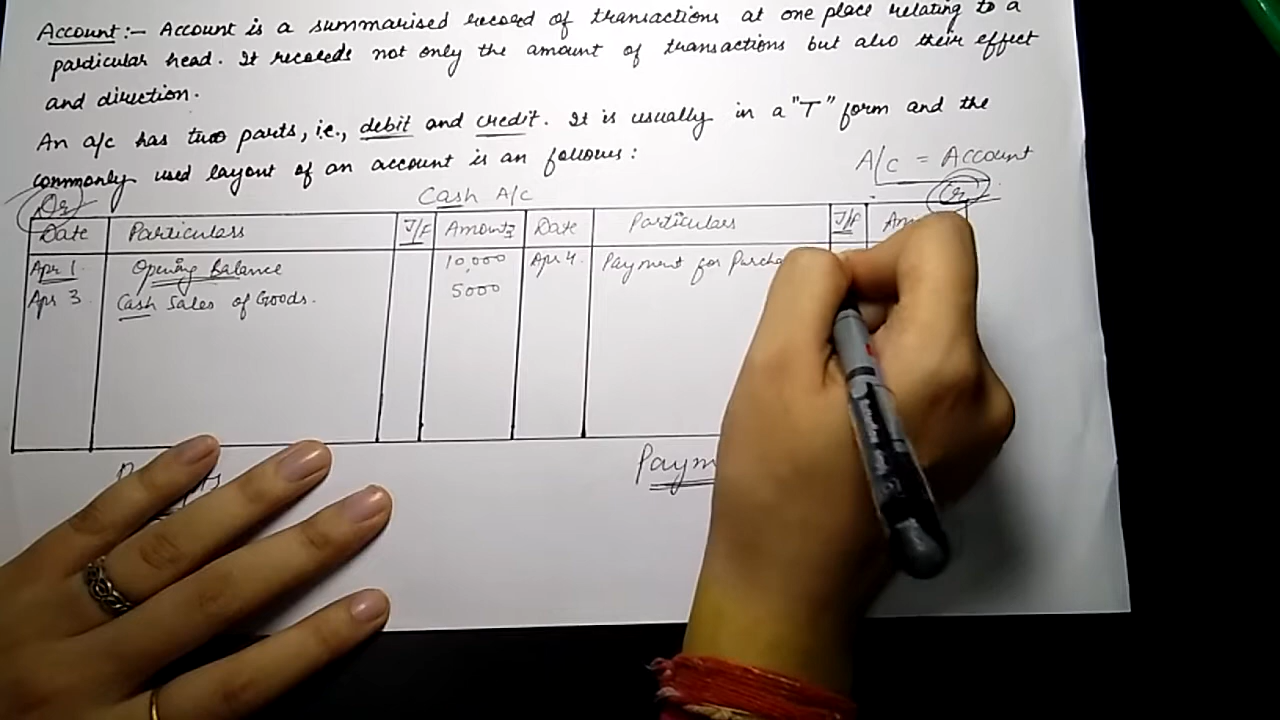 Account :- Account is a summarised record of transactions at one place relating to a
particular head. It records not only the amount of transactions but also their effect
and direction.
An a/c has two parts, i.e., debit and credit. It is usually in a "T" form and the
commonly used layout of an account is an follows :
A/c = Account
Dr Cash A/C Cr
Date Particulars J/F Amount₹ Date Particulars J/F
Apr 1. Opening Balance 10,000 Apr 4. Payment for
Apr 3. Cash Sales of Goods. 5000